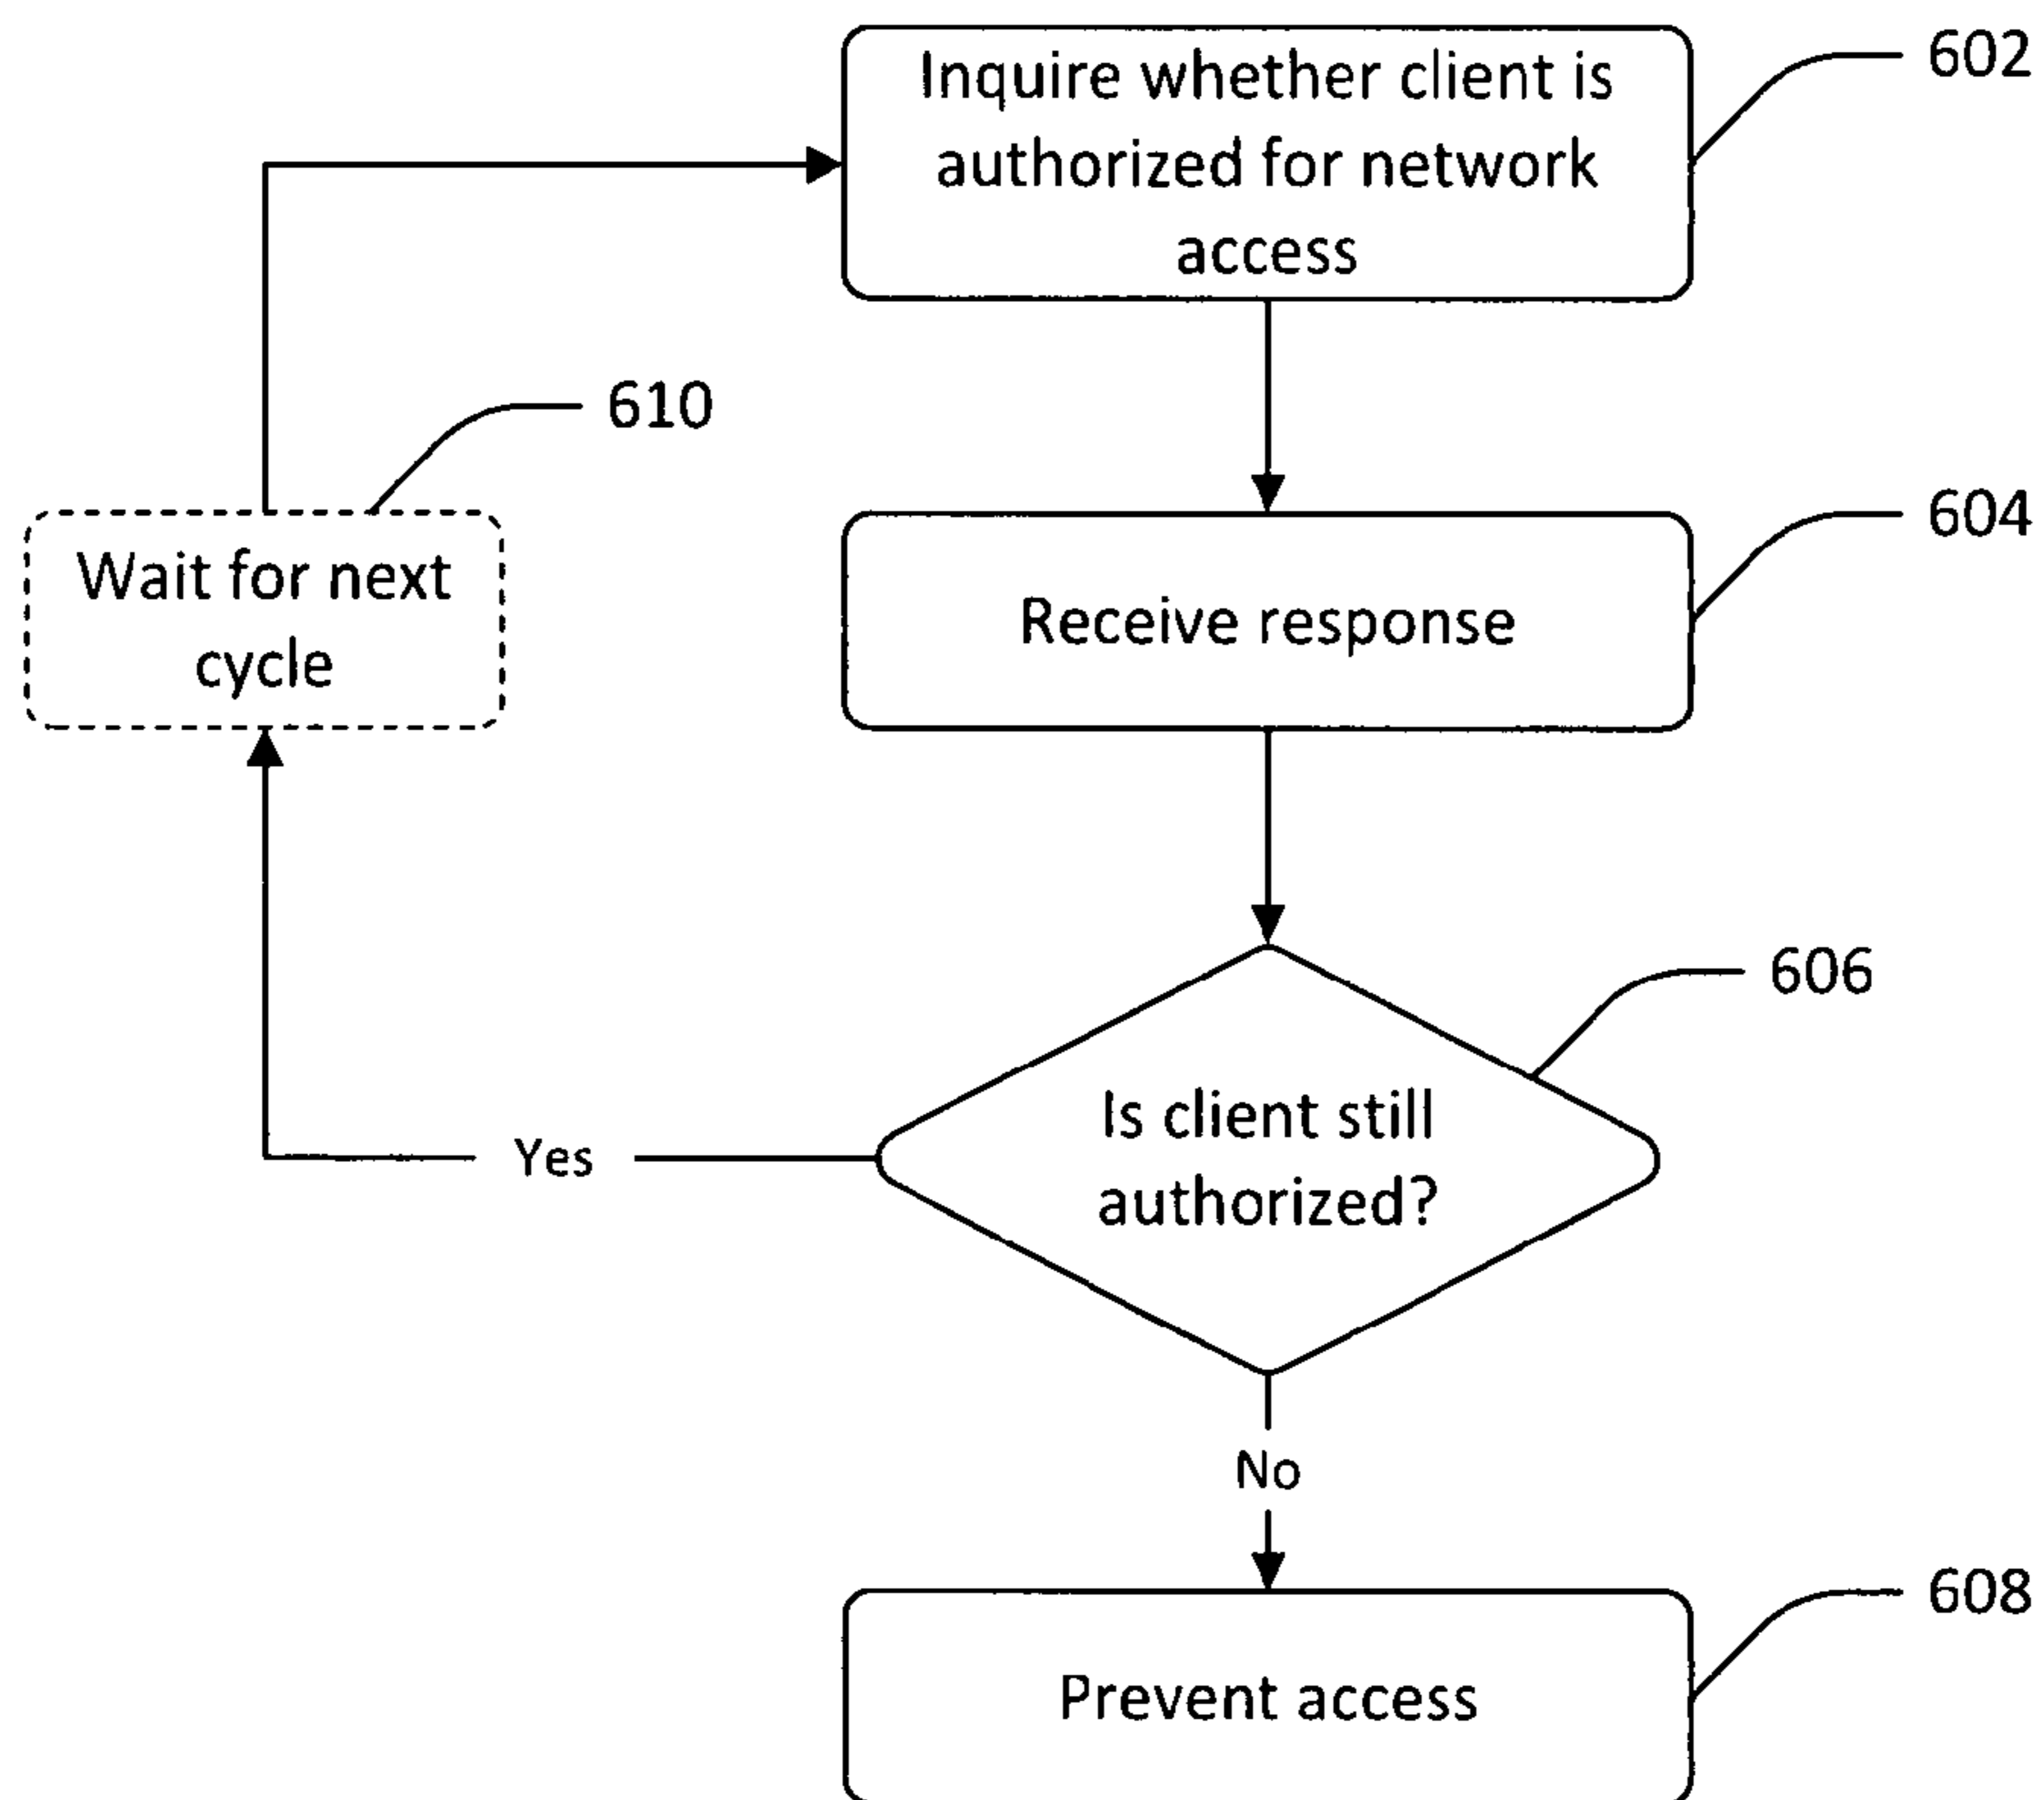 Inquire whether client is
authorized for network
access
602
610
Wait for next
cycle
Receive response
604
606
Is client still
authorized?
Yes
No
Prevent access
608